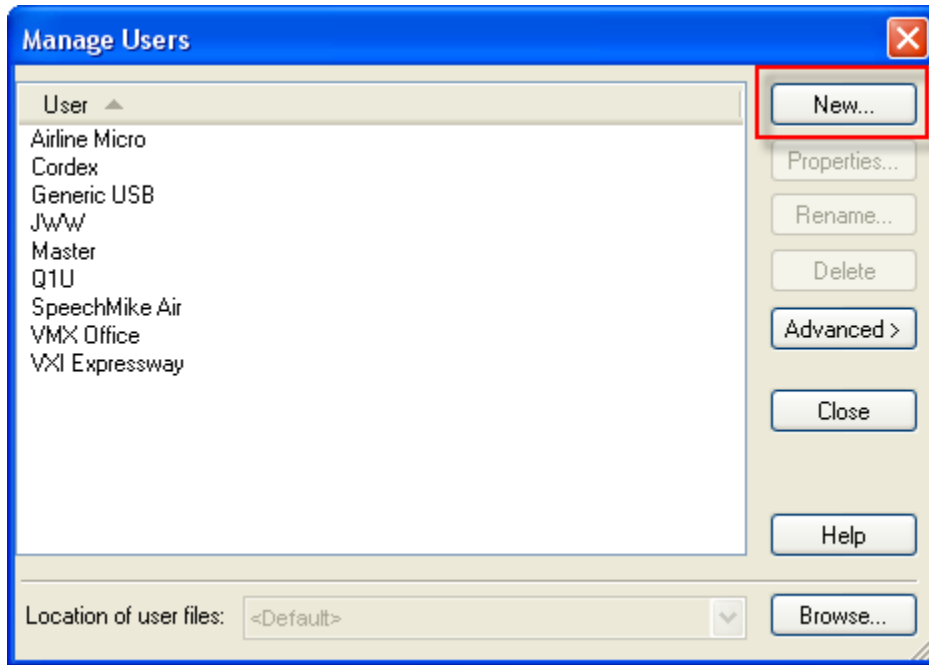 Manage Users
User
Airline Micro
Cordex
Generic USB
JWW
Master
Q1U
SpeechMike Air
VMX Office
VXI Expressway
New...
Properties...
Rename...
Delete
Advanced >
Close
Help
Location of user files: <Default> Browse...